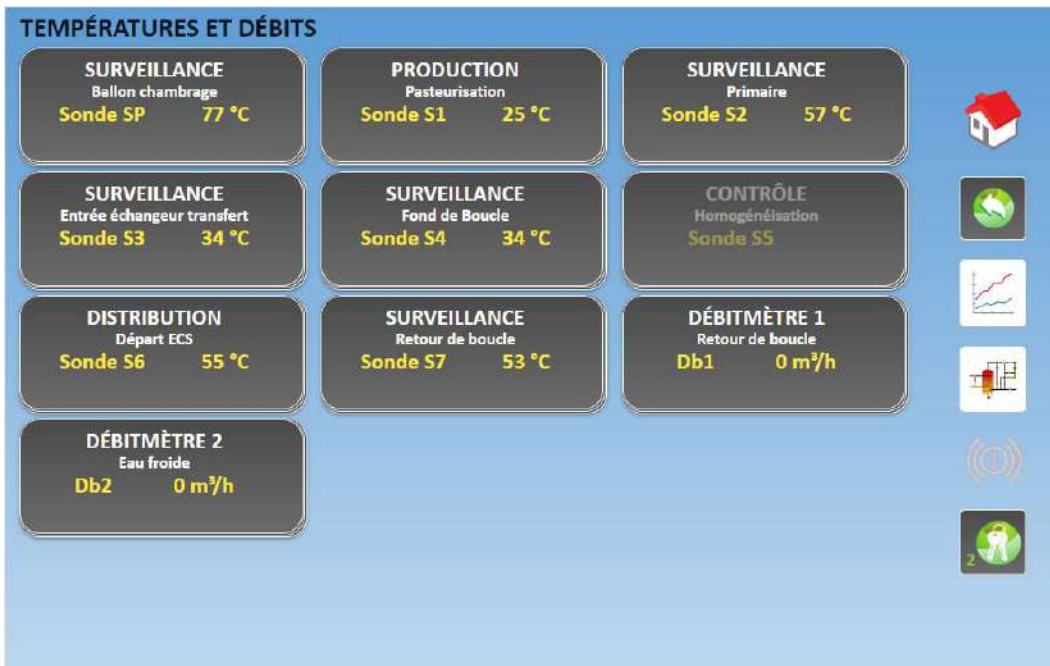 TEMPÉRATURES ET DÉBITS
SURVEILLANCE
Ballon chambrage
Sonde SP 77 °C
PRODUCTION
Pasteurisation
Sonde S1 25 °C
SURVEILLANCE
Primaire
Sonde S2 57 °C
SURVEILLANCE
Entrée échangeur transfert
Sonde S3 34 °C
SURVEILLANCE
Fond de Boucle
Sonde S4 34 °C
CONTRÔLE
Homogénéisation
Sonde S5
DISTRIBUTION
Départ ECS
Sonde S6 55 °C
SURVEILLANCE
Retour de boucle
Sonde S7 53 °C
DÉBITMÈTRE 1
Retour de boucle
Db1 0 m³/h
DÉBITMÈTRE 2
Eau froide
Db2 0 m³/h
2